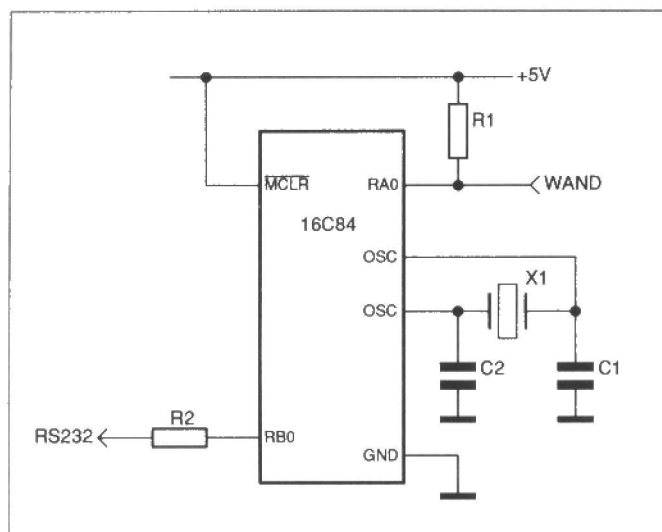 +5V
R1
MCLR
RA0
WAND
16C84
OSC
X1
OSC
C2
C1
R2
RS232
RB0
GND